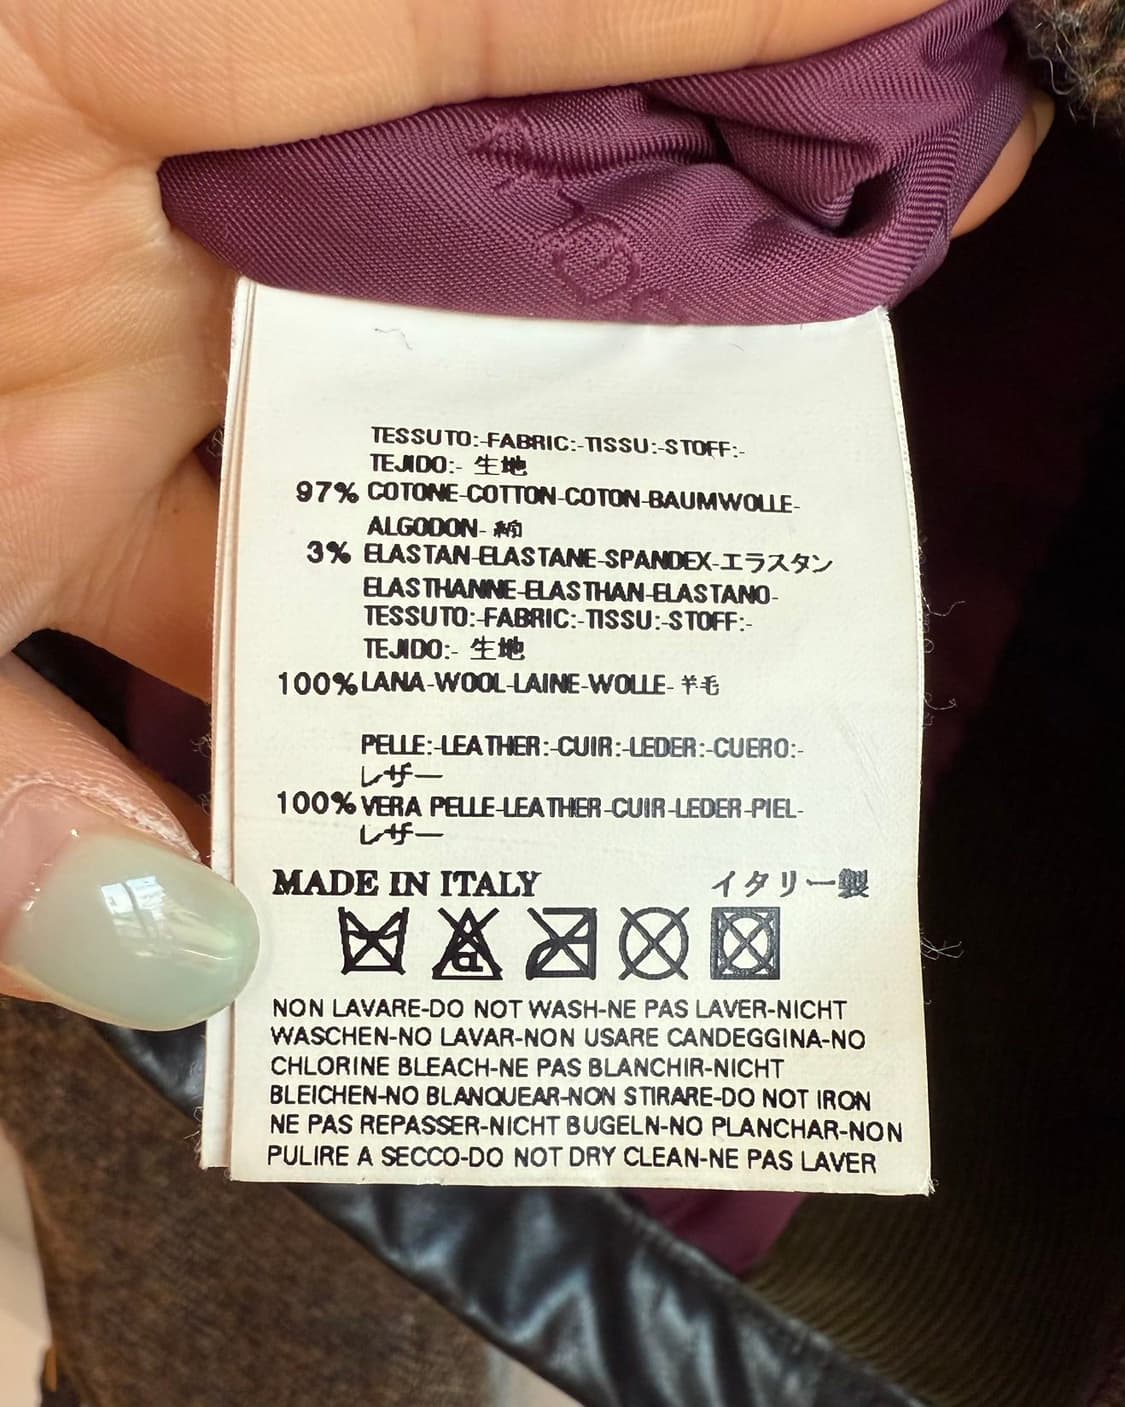 TESSUTO:-FABRIC:-TISSU:-STOFF:-
TEJIDO:- 生地
97% COTONE-COTTON-COTON-BAUMWOLLE-
ALGODON- 綿
3% ELASTAN-ELASTANE-SPANDEX-エラスタン
ELASTHANNE-ELASTHAN-ELASTANO-
TESSUTO:-FABRIC:-TISSU:-STOFF:-
TEJIDO:- 生地
100% LANA-WOOL-LAINE-WOLLE- 羊毛
PELLE:-LEATHER:-CUIR:-LEDER:-CUERO:-
レザー
100% VERA PELLE-LEATHER-CUIR-LEDER-PIEL-
レザー
MADE IN ITALY イタリー製
NON LAVARE-DO NOT WASH-NE PAS LAVER-NICHT
WASCHEN-NO LAVAR-NON USARE CANDEGGINA-NO
CHLORINE BLEACH-NE PAS BLANCHIR-NICHT
BLEICHEN-NO BLANQUEAR-NON STIRARE-DO NOT IRON
NE PAS REPASSER-NICHT BUGELN-NO PLANCHAR-NON
PULIRE A SECCO-DO NOT DRY CLEAN-NE PAS LAVER